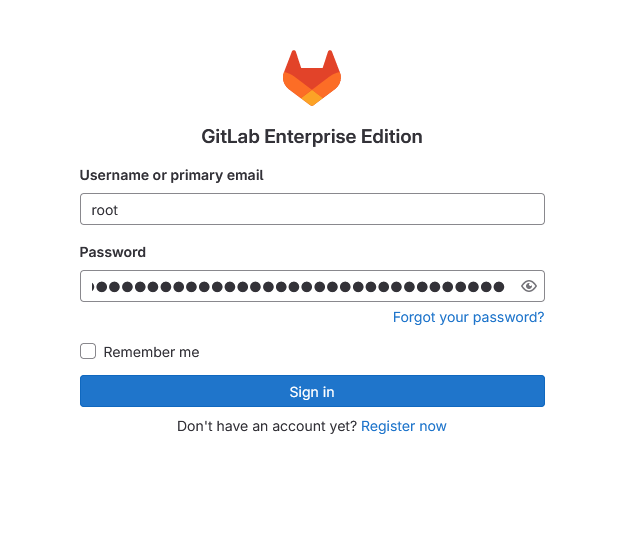 GitLab Enterprise Edition
Username or primary email
root
Password
Forgot your password?
Remember me
Sign in
Don't have an account yet? Register now